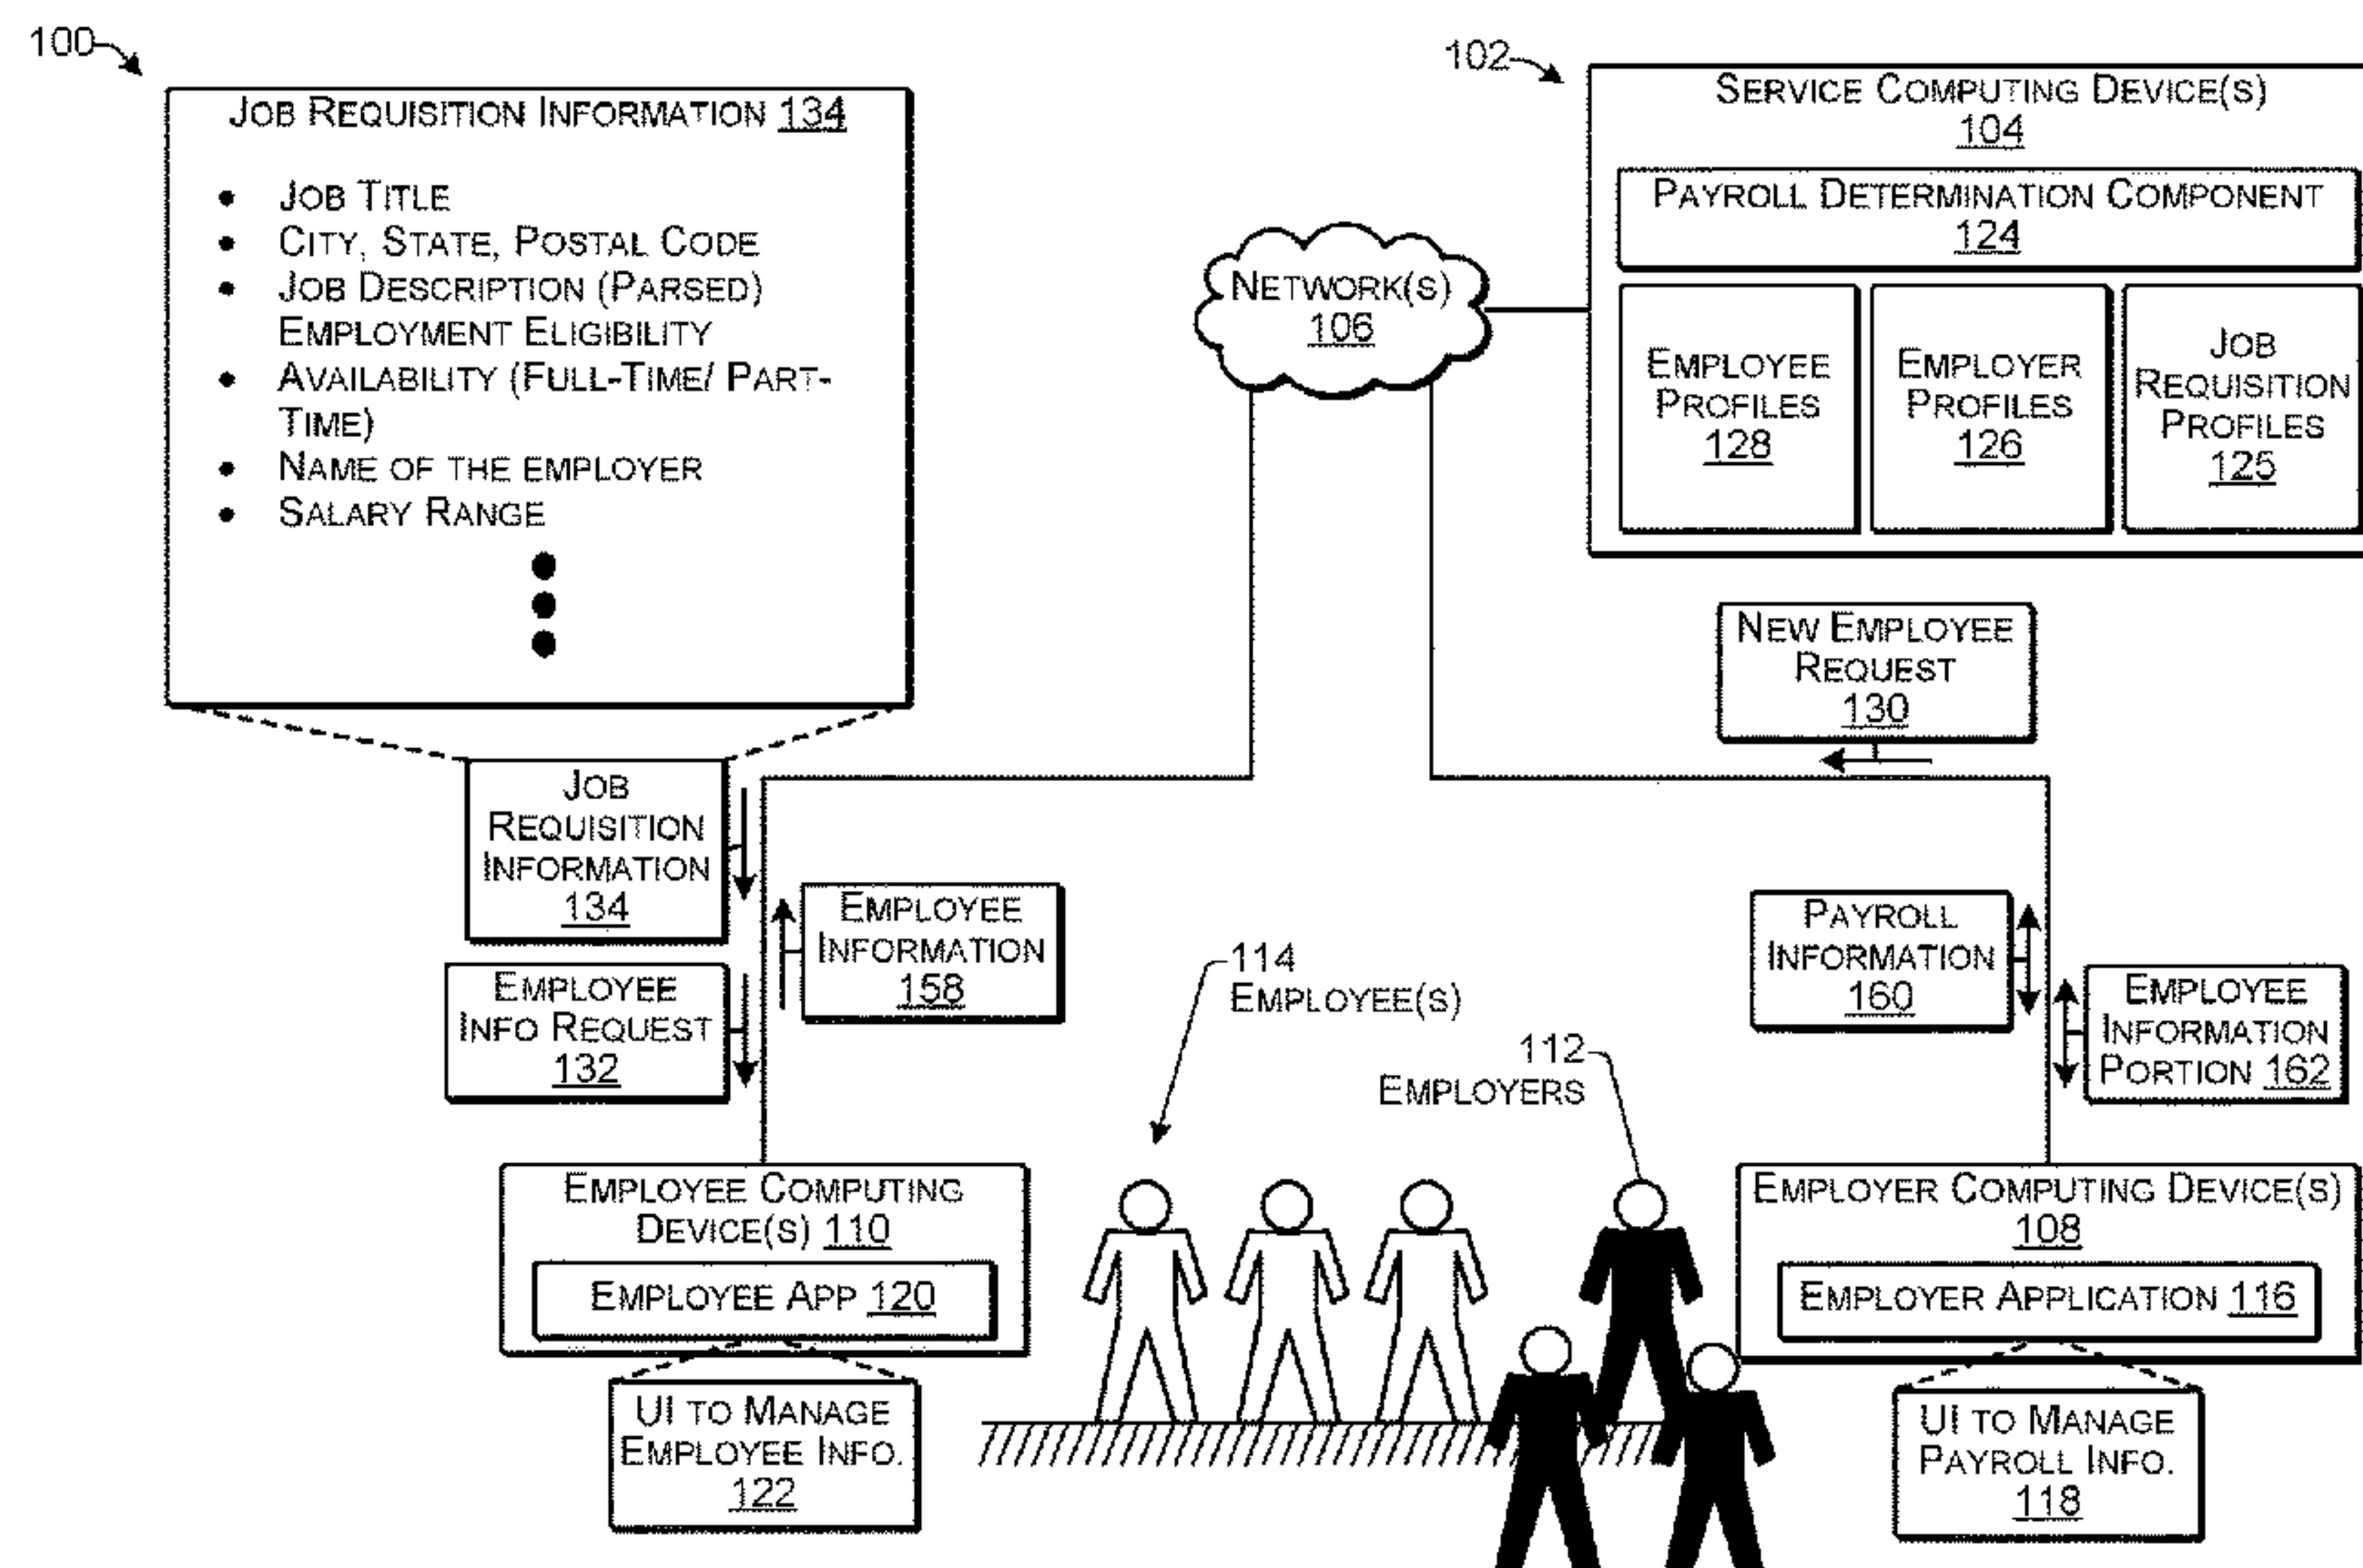 100
JOB REQUISITION INFORMATION 134
• JOB TITLE
• CITY, STATE, POSTAL CODE
• JOB DESCRIPTION (PARSED)
EMPLOYMENT ELIGIBILITY
• AVAILABILITY (FULL-TIME/ PART-
TIME)
• NAME OF THE EMPLOYER
• SALARY RANGE
102
SERVICE COMPUTING DEVICE(S)
104
PAYROLL DETERMINATION COMPONENT
124
EMPLOYEE
PROFILES
128
EMPLOYER
PROFILES
126
JOB
REQUISITION
PROFILES
125
NETWORK(S)
106
NEW EMPLOYEE
REQUEST
130
JOB
REQUISITION
INFORMATION
134
EMPLOYEE
INFORMATION
158
EMPLOYEE
INFO REQUEST
132
114
EMPLOYEE(S)
112
EMPLOYERS
PAYROLL
INFORMATION
160
EMPLOYEE
INFORMATION
PORTION 162
EMPLOYEE COMPUTING
DEVICE(S) 110
EMPLOYEE APP 120
UI TO MANAGE
EMPLOYEE INFO.
122
EMPLOYER COMPUTING DEVICE(S)
108
EMPLOYER APPLICATION 116
UI TO MANAGE
PAYROLL INFO.
118